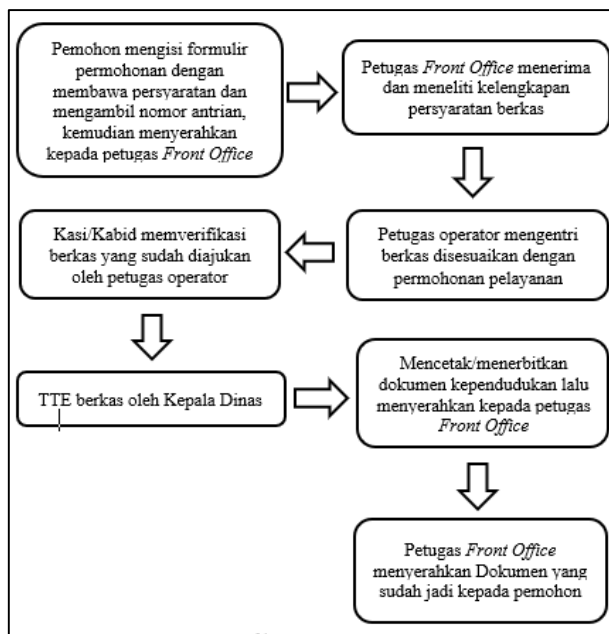 Pemohon mengisi formulir
permohonan dengan
membawa persyaratan dan
mengambil nomor antrian,
kemudian menyerahkan
kepada petugas Front Office
Petugas Front Office menerima
dan meneliti kelengkapan
persyaratan berkas
Petugas operator mengentri
berkas disesuaikan dengan
permohonan pelayanan
Kasi/Kabid memverifikasi
berkas yang sudah diajukan
oleh petugas operator
TTE berkas oleh Kepala Dinas
Mencetak/menerbitkan
dokumen kependudukan lalu
menyerahkan kepada petugas
Front Office
Petugas Front Office
menyerahkan Dokumen yang
sudah jadi kepada pemohon